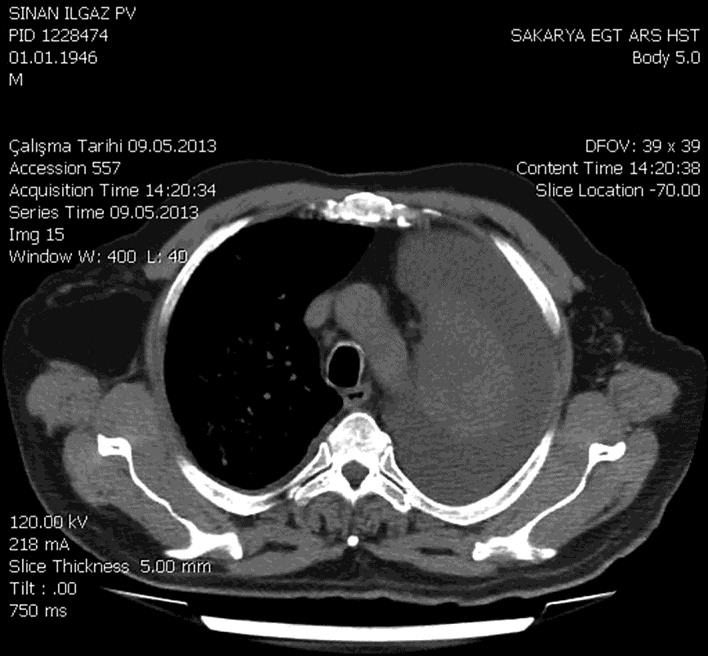 SINAN ILGAZ PV
PID 1228474
01.01.1946
M
SAKARYA EGT ARS HST
Body 5.0
Çalışma Tarihi 09.05.2013
Accession 557
Acquisition Time 14:20:34
Series Time 09.05.2013
Img 15
Window W: 400 L: 40
DFOV: 39 x 39
Content Time 14:20:38
Slice Location -70.00
120.00 kV
218 mA
Slice Thickness 5.00 mm
Tilt : .00
750 ms